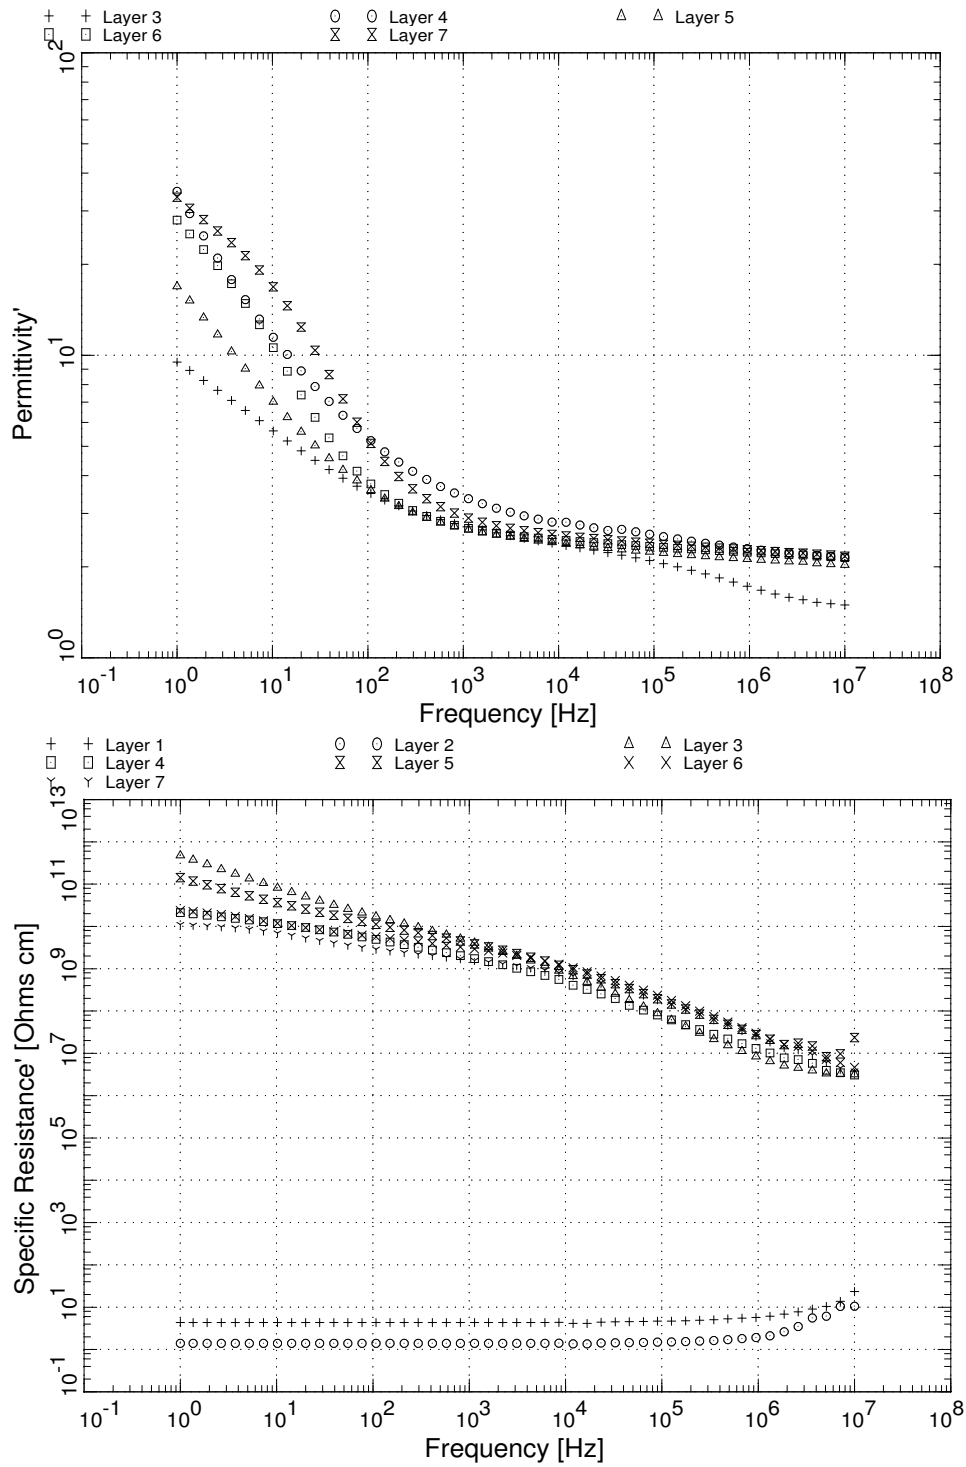 Layer 3 Layer 4 Layer 5
Layer 6 Layer 7
10^2
10^1
10^0
Permittivity'
10^-1 10^0 10^1 10^2 10^3 10^4 10^5 10^6 10^7 10^8
Frequency [Hz]
Layer 1 Layer 2 Layer 3
Layer 4 Layer 5 Layer 6
Layer 7
10^13
10^11
10^9
10^7
10^5
10^3
10^1
10^-1
Specific Resistance' [Ohms cm]
10^-1 10^0 10^1 10^2 10^3 10^4 10^5 10^6 10^7 10^8
Frequency [Hz]